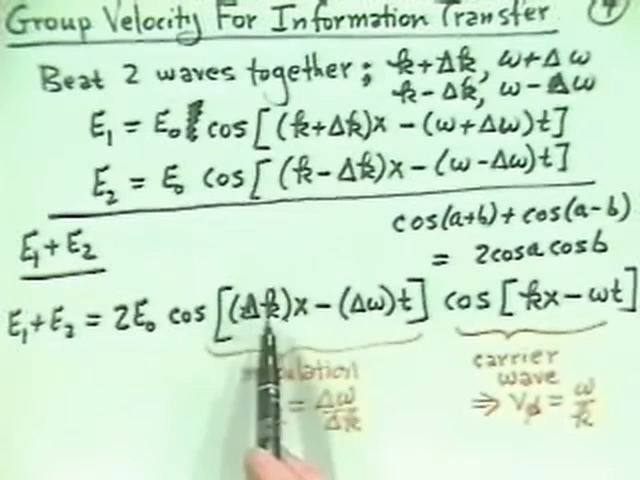 Group Velocity For Information Transfer 4
Beat 2 waves together ; k+Δk, ω+Δω
k-Δk, ω-Δω
E₁ = E₀ cos[(k+Δk)x - (ω+Δω)t]
E₂ = E₀ cos[(k-Δk)x - (ω-Δω)t]
cos(a+b) + cos(a-b)
= 2cosa cosb
E₁+E₂
E₁+E₂ = 2E₀ cos[(Δk)x - (Δω)t] cos[kx - ωt]
carrier
wave
= Δω/Δk
⇒ Vφ = ω/k